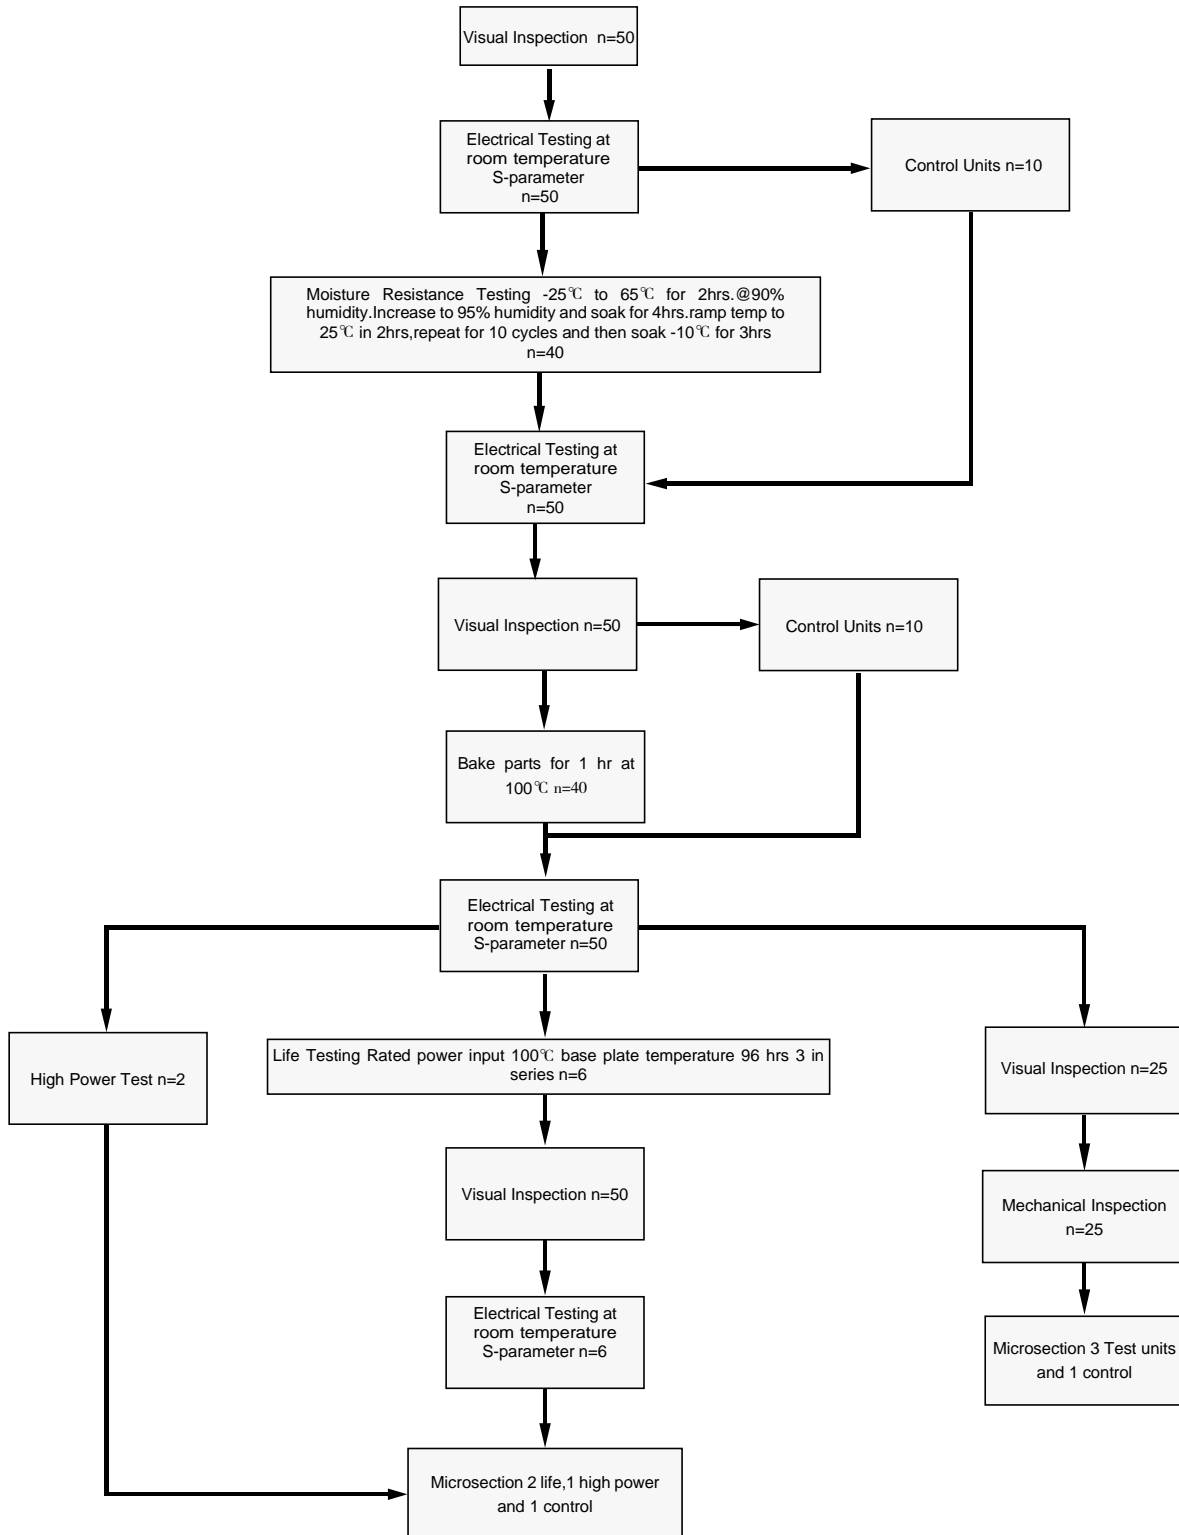 Visual Inspection n=50
Electrical Testing at
room temperature
S-parameter
n=50
Control Units n=10
Moisture Resistance Testing -25℃ to 65℃ for 2hrs.@90%
humidity.Increase to 95% humidity and soak for 4hrs.ramp temp to
25℃ in 2hrs,repeat for 10 cycles and then soak -10℃ for 3hrs
n=40
Electrical Testing at
room temperature
S-parameter
n=50
Visual Inspection n=50
Control Units n=10
Bake parts for 1 hr at
100℃ n=40
Electrical Testing at
room temperature
S-parameter n=50
High Power Test n=2
Life Testing Rated power input 100℃ base plate temperature 96 hrs 3 in
series n=6
Visual Inspection n=25
Visual Inspection n=50
Mechanical Inspection
n=25
Electrical Testing at
room temperature
S-parameter n=6
Microsection 3 Test units
and 1 control
Microsection 2 life,1 high power
and 1 control